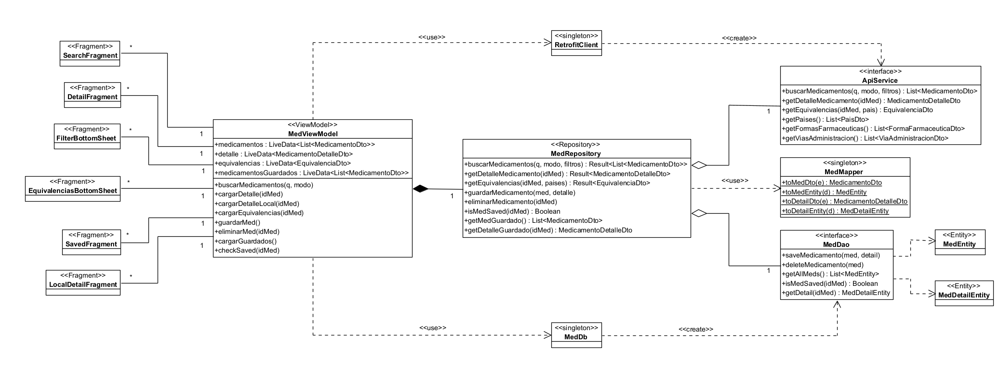 <<Fragment>>
SearchFragment
*
<<Fragment>>
DetailFragment
*
<<Fragment>>
FilterBottomSheet
*
<<Fragment>>
EquivalenciasBottomSheet
*
<<Fragment>>
SavedFragment
*
<<Fragment>>
LocalDetailFragment
*
1
1
1
1
1
1
<<ViewModel>>
MedViewModel
+medicamentos : LiveData<List<MedicamentoDto>>
+detalle : LiveData<MedicamentoDetalleDto>
+equivalencias : LiveData<EquivalenciaDto>
+medicamentosGuardados : LiveData<List<MedicamentoDto>>
+buscarMedicamentos(q, modo)
+cargarDetalle(idMed)
+cargarDetalleLocal(idMed)
+cargarEquivalencias(idMed)
+guardarMed()
+eliminarMed(idMed)
+cargarGuardados()
+checkSaved(idMed)
<<use>>
<<singleton>>
RetrofitClient
<<create>>
1
<<Repository>>
MedRepository
+buscarMedicamentos(q, modo, filtros) : Result<List<MedicamentoDto>>
+getDetalleMedicamento(idMed) : Result<MedicamentoDetalleDto>
+getEquivalencias(idMed, paises) : Result<EquivalenciaDto>
+guardarMedicamento(med, detalle)
+eliminarMedicamento(idMed)
+isMedSaved(idMed) : Boolean
+getMedGuardado() : List<MedicamentoDto>
+getDetalleGuardado(idMed) : MedicamentoDetalleDto
<<use>>
<<singleton>>
MedDb
<<create>>
1
<<interface>>
ApiService
+buscarMedicamentos(q, modo, filtros) : List<MedicamentoDto>
+getDetalleMedicamento(idMed) : MedicamentoDetalleDto
+getEquivalencias(idMed, pais) : EquivalenciaDto
+getPaises() : List<PaisDto>
+getFormasFarmaceuticas() : List<FormaFarmaceuticaDto>
+getViasAdministracion() : List<ViaAdministracionDto>
<<use>>
<<singleton>>
MedMapper
+toMedDto(e) : MedicamentoDto
+toMedEntity(d) : MedEntity
+toDetailDto(e) : MedicamentoDetalleDto
+toDetailEntity(d) : MedDetailEntity
1
<<interface>>
MedDao
+saveMedicamento(med, detail)
+deleteMedicamento(med)
+getAllMeds() : List<MedEntity>
+isMedSaved(idMed) : Boolean
+getDetail(idMed) : MedDetailEntity
<<Entity>>
MedEntity
<<Entity>>
MedDetailEntity